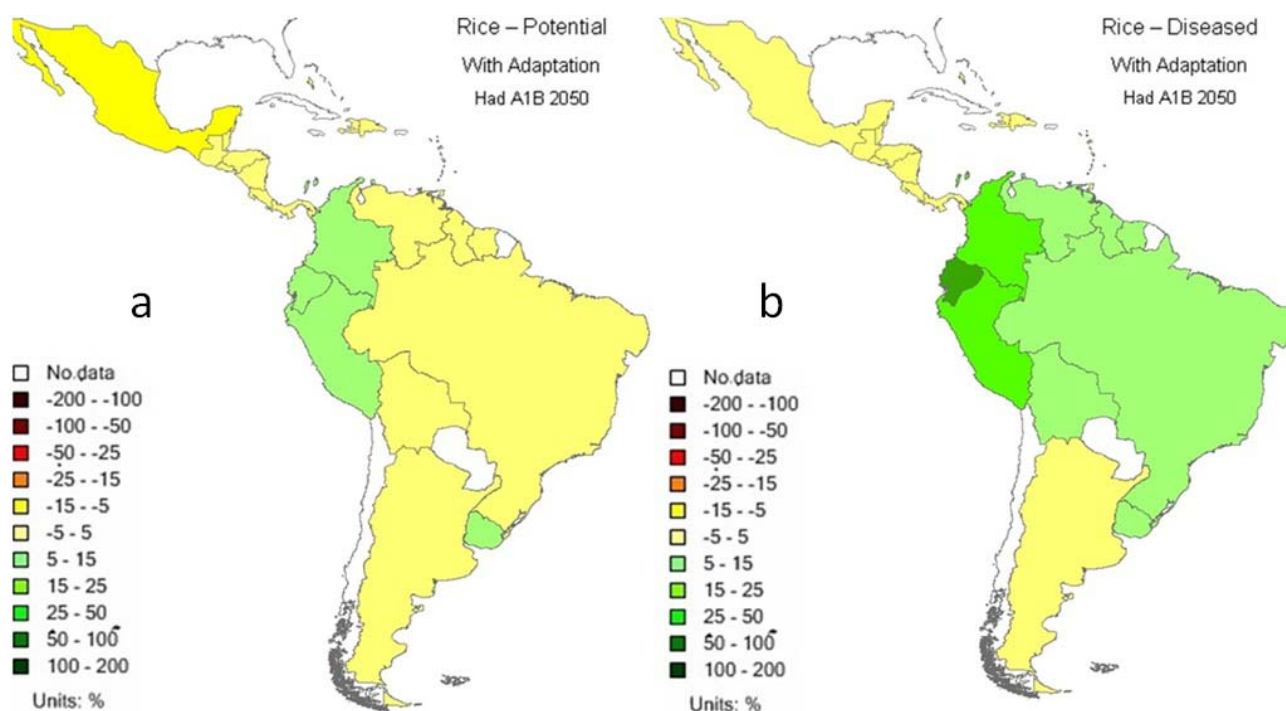 Rice – Potential
With Adaptation
Had A1B 2050
a
No.data
-200 - -100
-100 - -50
-50 - -25
-25 - -15
-15 - -5
-5 - 5
5 - 15
15 - 25
25 - 50
50 - 100
100 - 200
Units: %
Rice – Diseased
With Adaptation
Had A1B 2050
b
No.data
-200 - -100
-100 - -50
-50 - -25
-25 - -15
-15 - -5
-5 - 5
5 - 15
15 - 25
25 - 50
50 - 100
100 - 200
Units: %